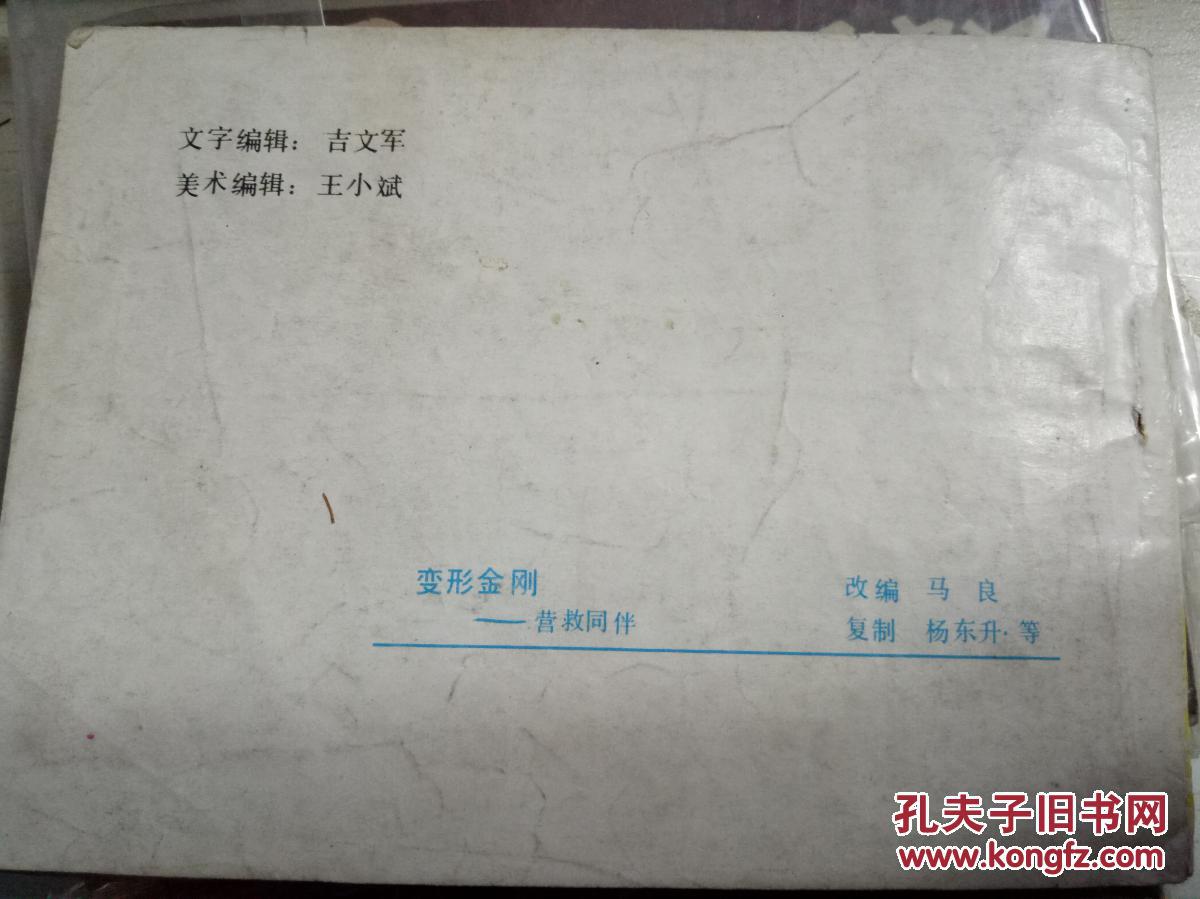 文字编辑： 吉文军
美术编辑： 王小斌
变形金刚
——营救同伴
改编 马 良
复制 杨东升·等
孔夫子旧书网
www.kongfz.com